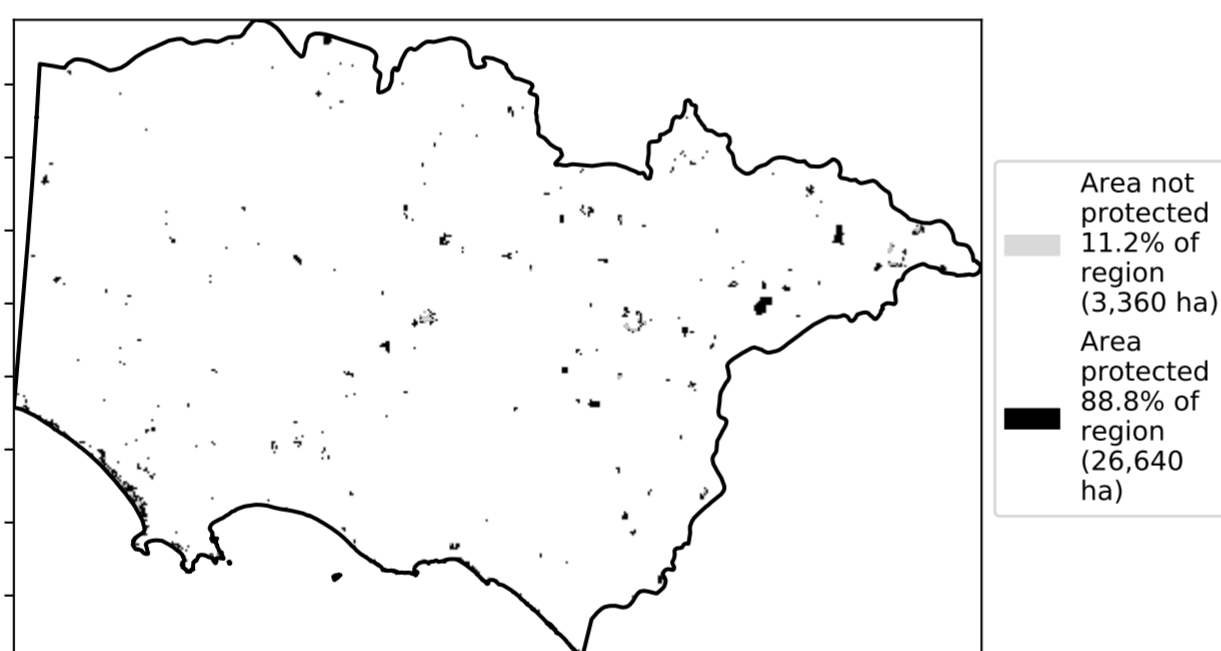 Area not
protected
11.2% of
region
(3,360 ha)
Area
protected
88.8% of
region
(26,640
ha)